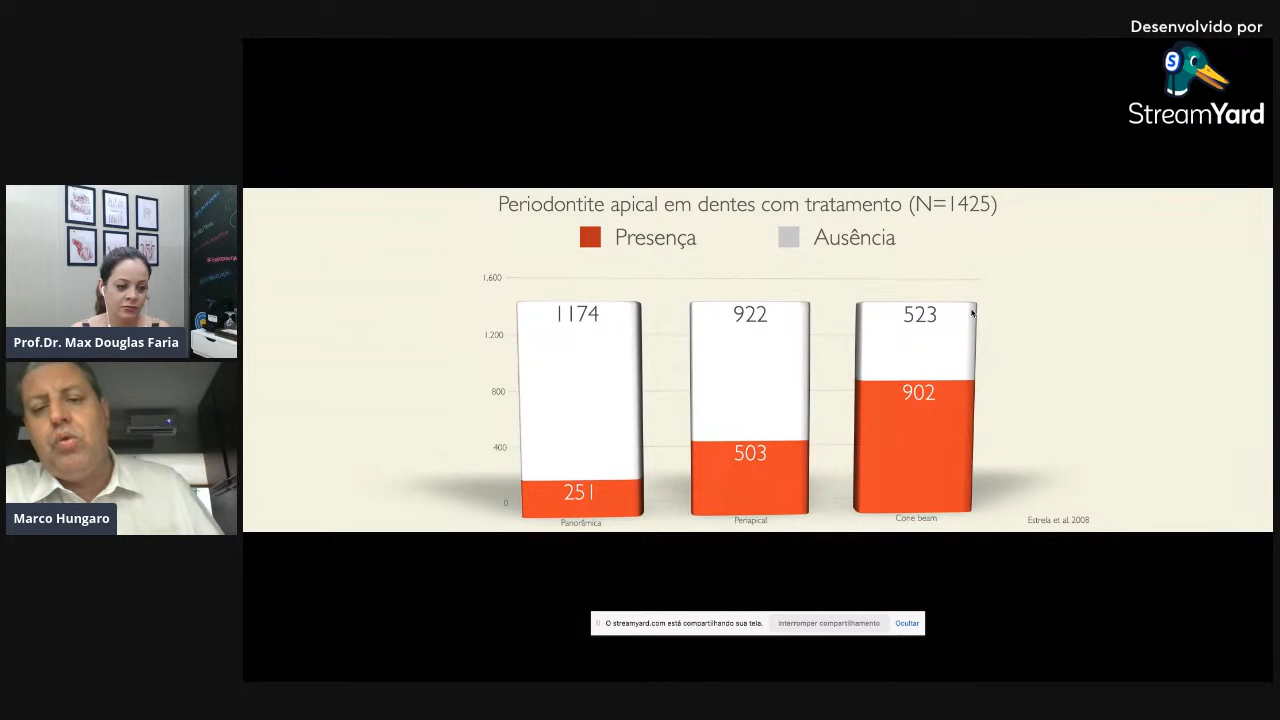 Desenvolvido por
StreamYard
Periodontite apical em dentes com tratamento (N=1425)
Presença
Ausência
1.600
1.200
800
400
0
1174
251
922
503
523
902
Panorâmica
Periapical
Cone beam
Estrela et al. 2008
Prof.Dr. Max Douglas Faria
Marco Hungaro
O streamyard.com está compartilhando sua tela.
Interromper compartilhamento
Ocultar